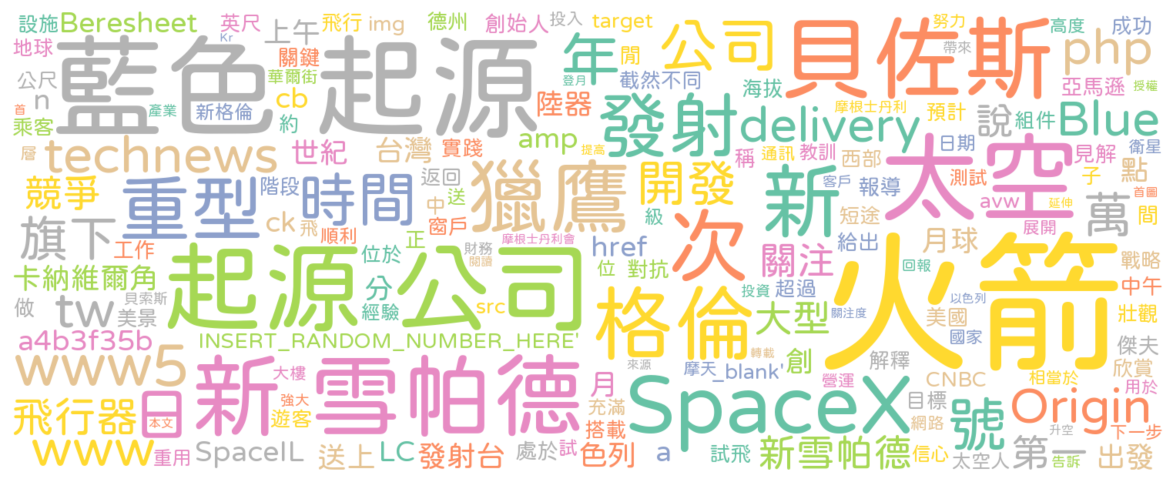 設施 Beresheet 英尺 上午 飛行 img 德州 創始人 投入 target 努力 高度 成功
地球 藍色起源 Kr 關鍵 年 閒 公司 貝佐斯 帶來 php
公尺 n 華爾街 截然不同 海拔 亞馬遜 授權
首 乘客 產業 新格倫 cb 約 陸器 登月 發射 摩根士丹利 預計 說 組件 Blue
層 technews 世紀 台灣 實踐 amp 提高 delivery 稱 通訊 教訓 西部 太空 日期 見解 衛星
競爭 重型 階段 時間 返回 送 中 獵鷹 開發 新 客戶 報導 測試 子 點 首圖
旗下 工作 ck 飛 順利 窗戶 級 次 短途 avw 延伸 萬 間
卡納維爾角 位於 正 財務 閱讀 摩根士丹利會 href 位 對抗 關注 給出 月球 展開 戰略
做 tw 貝索斯 美景 起源公司 分 經驗 src 格倫 投資 超過 回報 火箭 以色列 中午
a4b3f35b INSERT_RANDOM_NUMBER_HERE' 大型 關注度 美國 國家 壯觀
www5 大樓 新雪帕德 月 來源 摩天 _blank' 轉載 創 解釋 傑夫 欣賞
飛行器 日 本文 強大 遊客 充滿 SpaceX 營運 CNBC 相當於 用於
www 重用 搭載 目標 網路 號 Origin 升空 下一步
SpaceIL 送上 LC 發射台 處於 試 色列 a 試飛 新雪帕德 信心 太空人 第一 告訴 出發